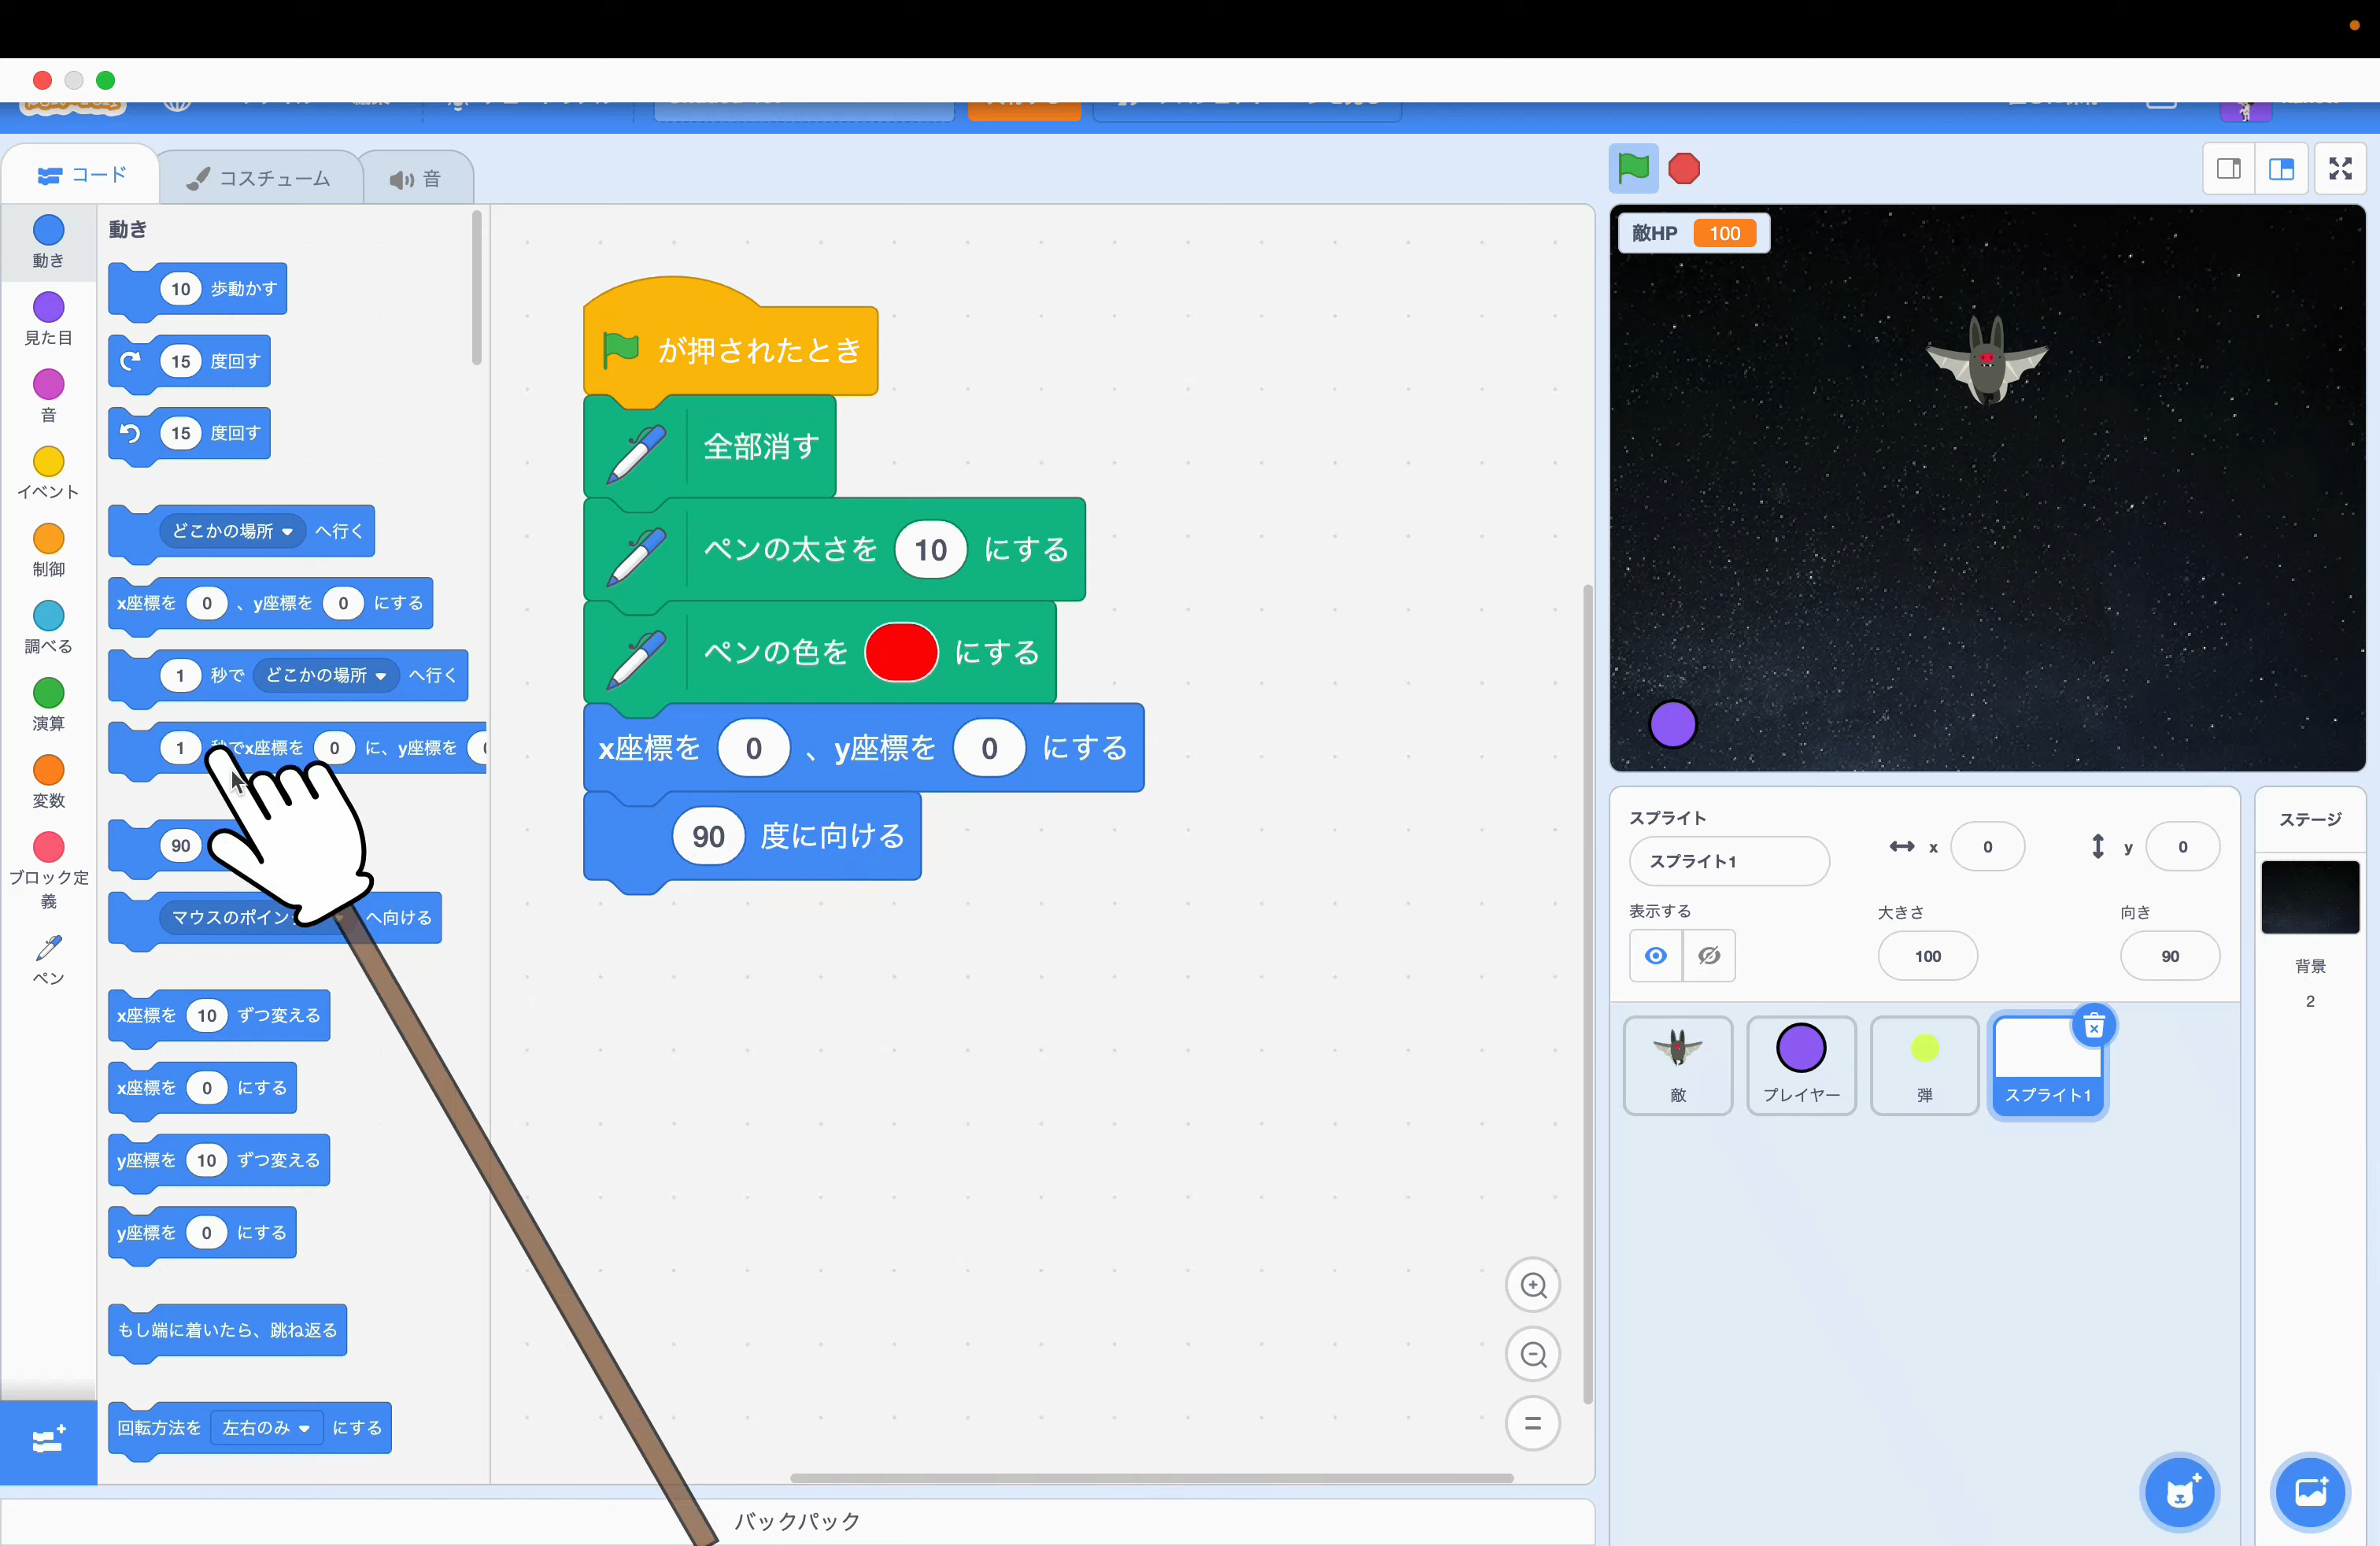 コード
コスチューム
音
動き
見た目
音
イベント
制御
調べる
演算
変数
ブロック定
義
ペン
動き
10 歩動かす
15 度回す
15 度回す
どこかの場所 へ行く
x座標を 0 、y座標を 0 にする
1 秒で どこかの場所 へ行く
1 秒でx座標を 0 に、y座標を
90
マウスのポイン へ向ける
x座標を 10 ずつ変える
x座標を 0 にする
y座標を 10 ずつ変える
y座標を 0 にする
もし端に着いたら、跳ね返る
回転方法を 左右のみ にする
が押されたとき
全部消す
ペンの太さを 10 にする
ペンの色を にする
x座標を 0 、y座標を 0 にする
90 度に向ける
バックパック
敵HP 100
スプライト
スプライト1
x 0
y 0
表示する
大きさ
100
向き
90
敵
プレイヤー
弾
スプライト1
ステージ
背景
2